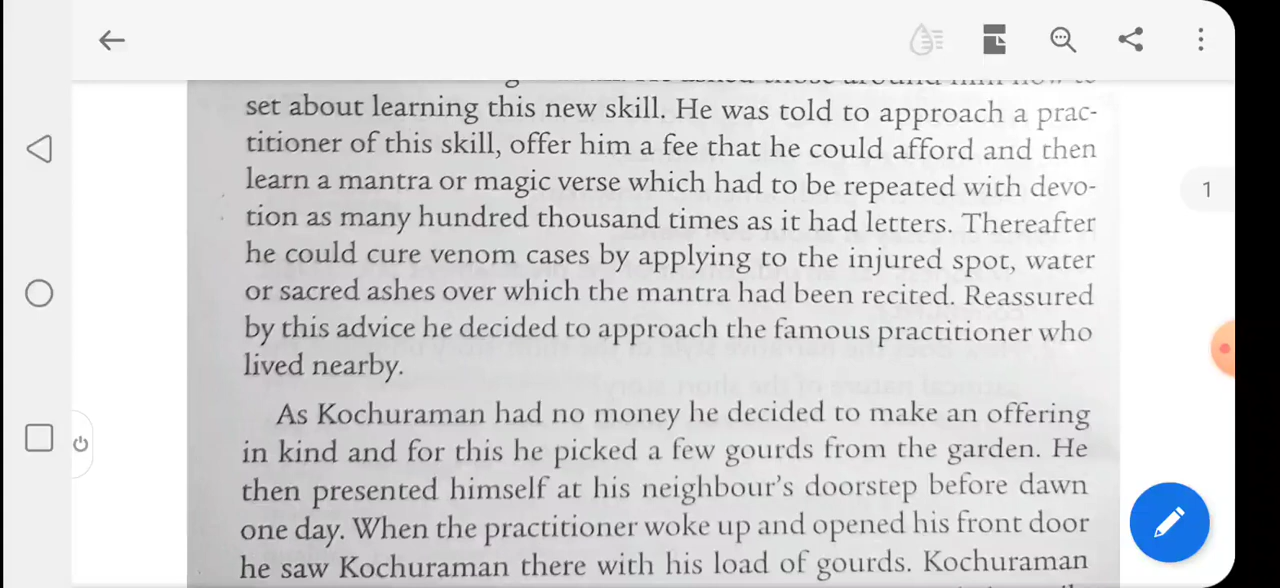 set about learning this new skill. He was told to approach a prac-
titioner of this skill, offer him a fee that he could afford and then
learn a mantra or magic verse which had to be repeated with devo-
tion as many hundred thousand times as it had letters. Thereafter
he could cure venom cases by applying to the injured spot, water
or sacred ashes over which the mantra had been recited. Reassured
by this advice he decided to approach the famous practitioner who
lived nearby.
As Kochuraman had no money he decided to make an offering
in kind and for this he picked a few gourds from the garden. He
then presented himself at his neighbour's doorstep before dawn
one day. When the practitioner woke up and opened his front door
he saw Kochuraman there with his load of gourds. Kochuraman
1